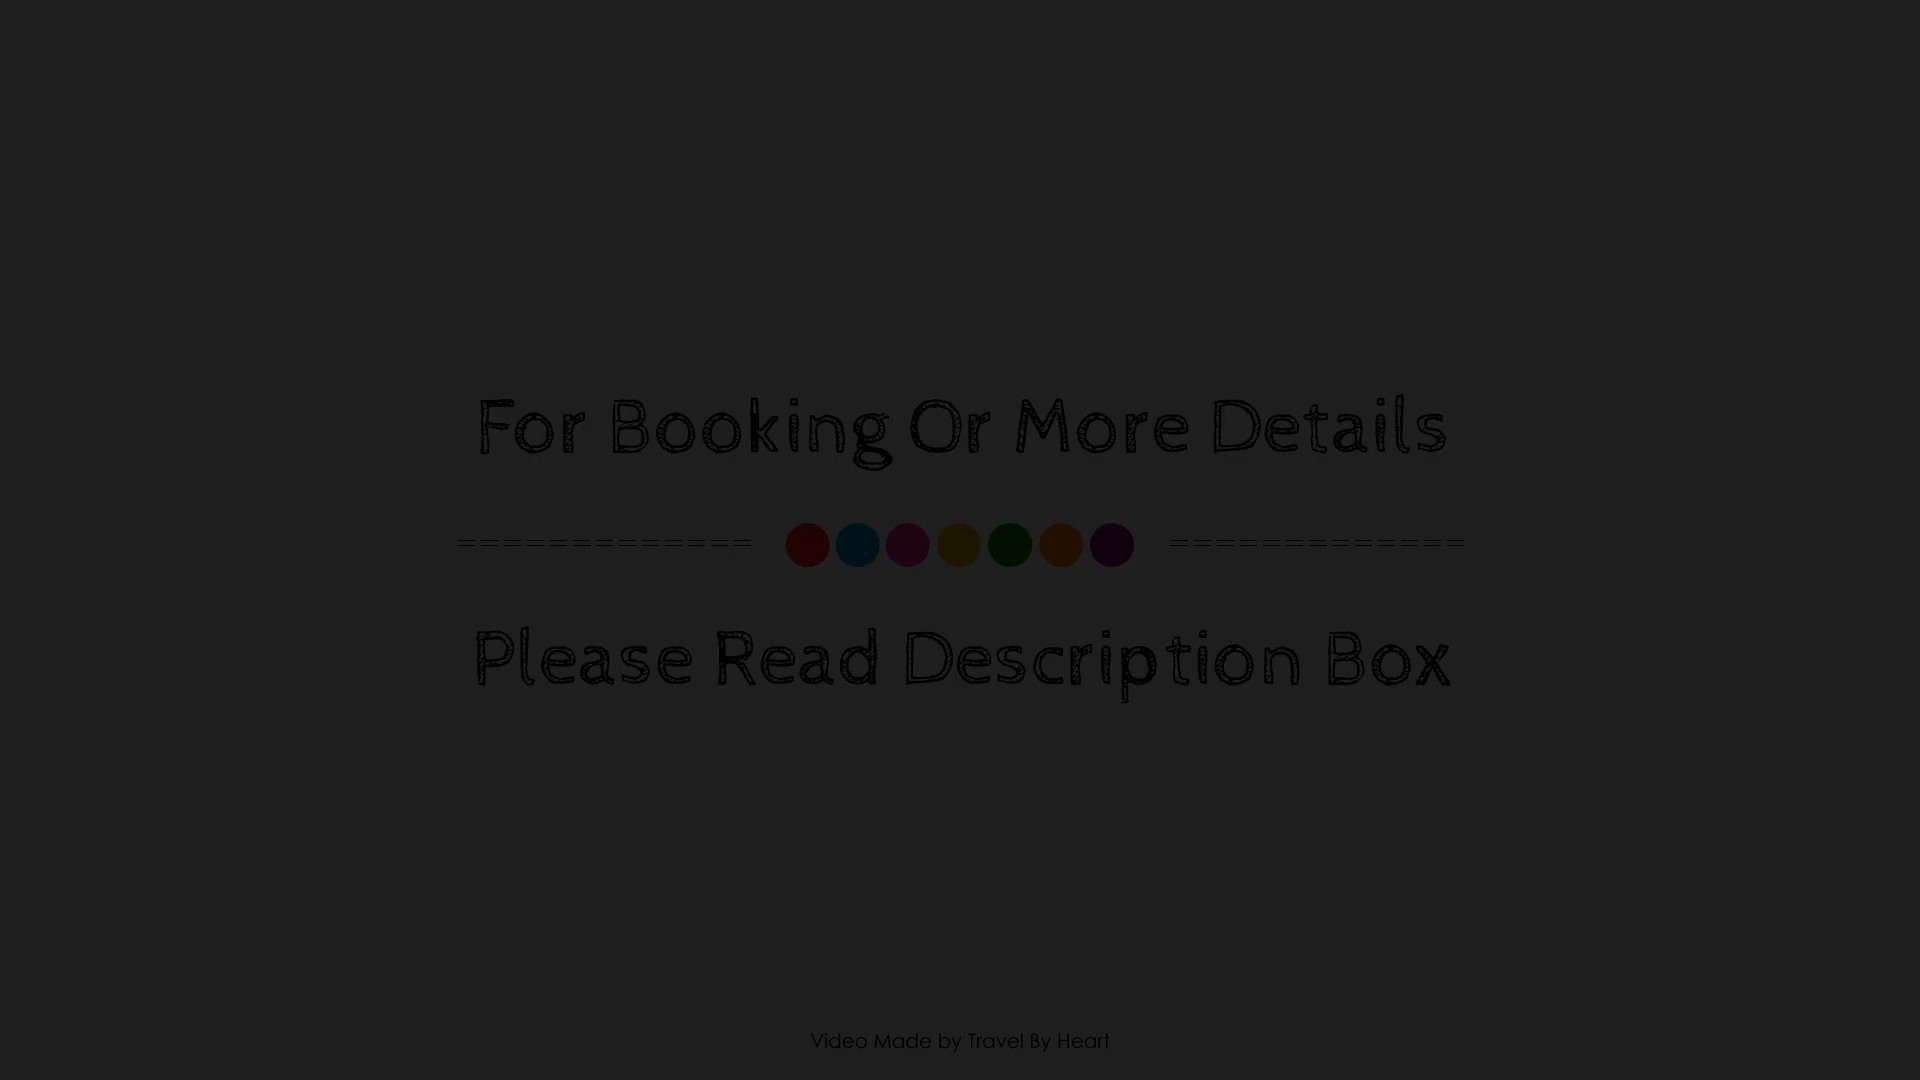 For Booking Or More Details
============= =============
Please Read Description Box
Video Made by Travel By Heart